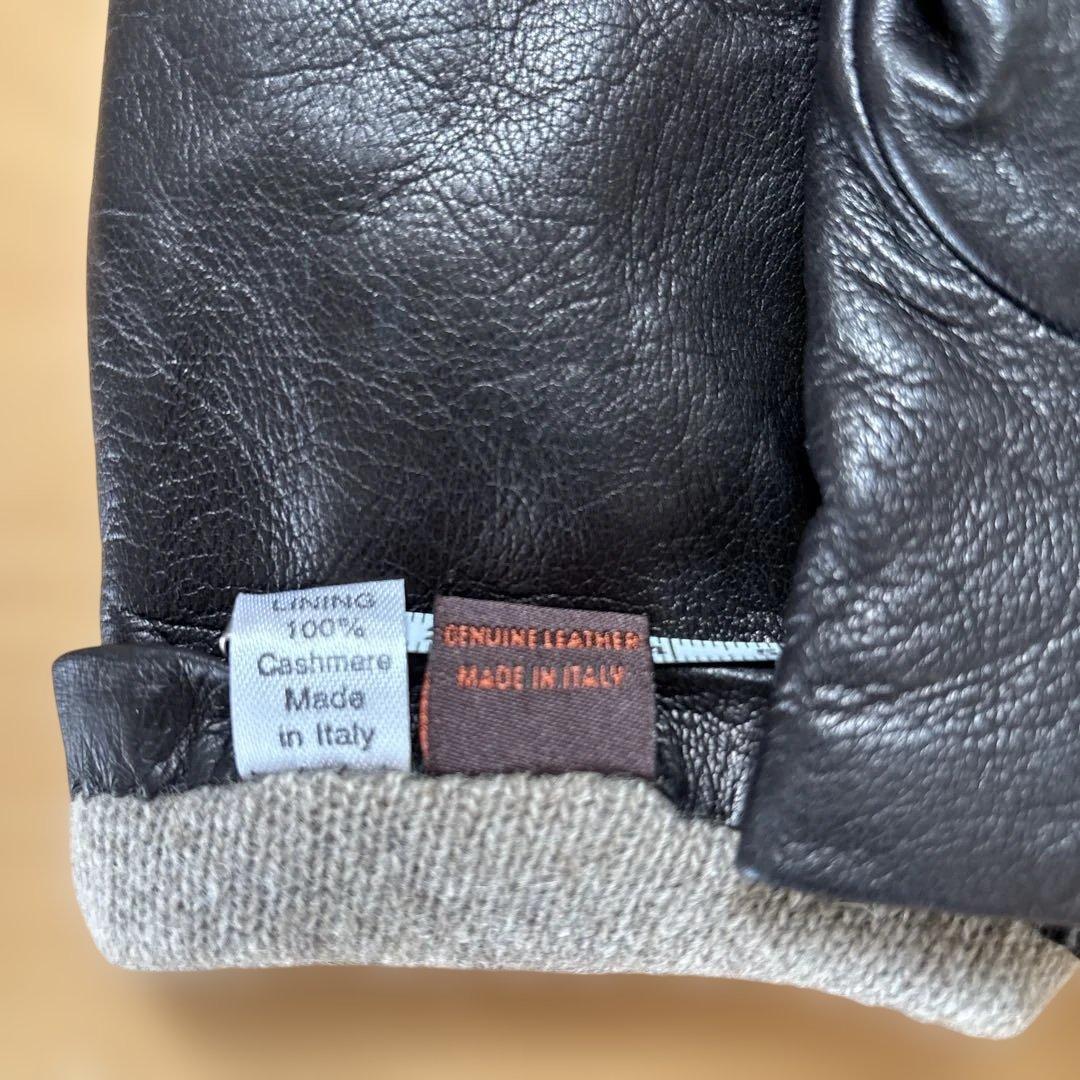 LINING
100%
Cashmere
Made
in Italy
GENUINE LEATHER
MADE IN ITALY